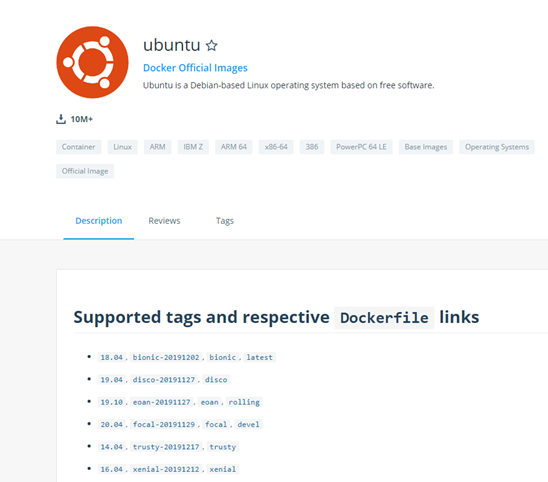 ubuntu
Docker Official Images
Ubuntu is a Debian-based Linux operating system based on free software.
10M+
Container Linux ARM IBM Z ARM 64 x86-64 386 PowerPC 64 LE Base Images Operating Systems
Official Image
Description Reviews Tags
Supported tags and respective Dockerfile links
18.04, bionic-20191202, bionic, latest
19.04, disco-20191127, disco
19.10, eoan-20191127, eoan, rolling
20.04, focal-20191129, focal, devel
14.04, trusty-20191217, trusty
16.04, xenial-20191212, xenial